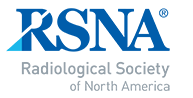 RSNA®
Radiological Society
of North America